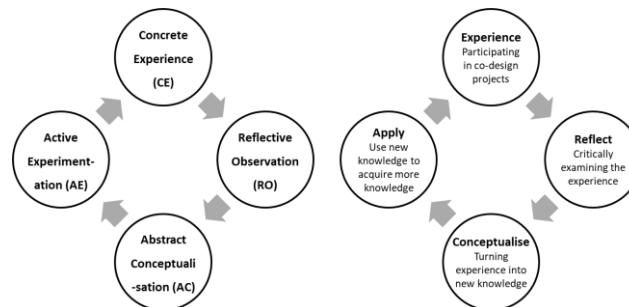 Concrete
Experience
(CE)
Reflective
Observation
(RO)
Abstract
Conceptuali
-sation (AC)
Active
Experiment-
ation (AE)
Experience
Participating
in co-design
projects
Reflect
Critically
examining the
experience
Conceptualise
Turning
experience into
new knowledge
Apply
Use new
knowledge to
acquire more
knowledge